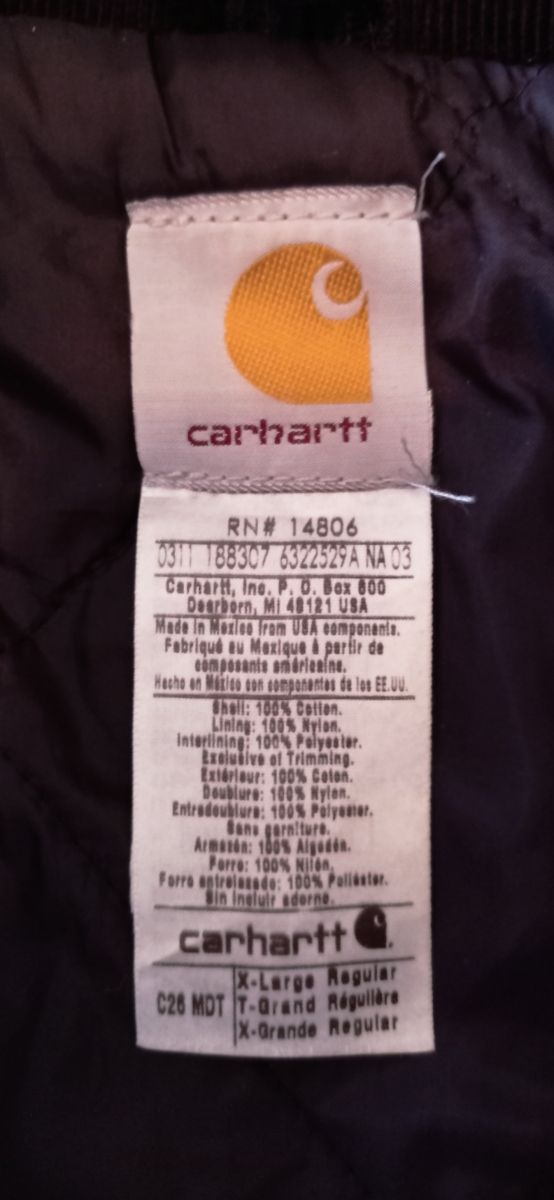 carhartt
RN# 14806
0311 188307 6322529A NA 03
Carhartt, Inc. P. O. Box 600
Dearborn, MI 48121 USA
Made in Mexico from USA components.
Fabriqué au Mexique à partir de
composants américains.
Hecho en México con componentes de los EE.UU.
Shell: 100% Cotton.
Lining: 100% Nylon.
Interlining: 100% Polyester.
Exclusive of Trimming.
Extérieur: 100% Coton.
Doublure: 100% Nylon.
Entredoublure: 100% Polyester.
Sans garniture.
Armazón: 100% Algodón.
Forro: 100% Nilón.
Forro entrelazado: 100% Poliéster.
Sin incluir adorno.
carhartt
C26 MDT
X-Large Regular
T-Grand Régulière
X-Grande Regular